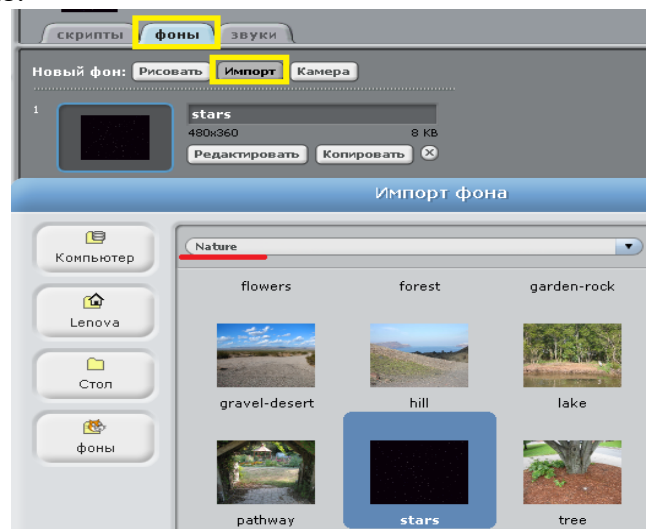 скрипты фоны звуки
Новый фон: Рисовать Импорт Камера
1
stars
480x360 8 KB
Редактировать Копировать
Импорт фона
Компьютер
Lenova
Стол
фоны
Nature
flowers forest garden-rock
gravel-desert hill lake
pathway stars tree